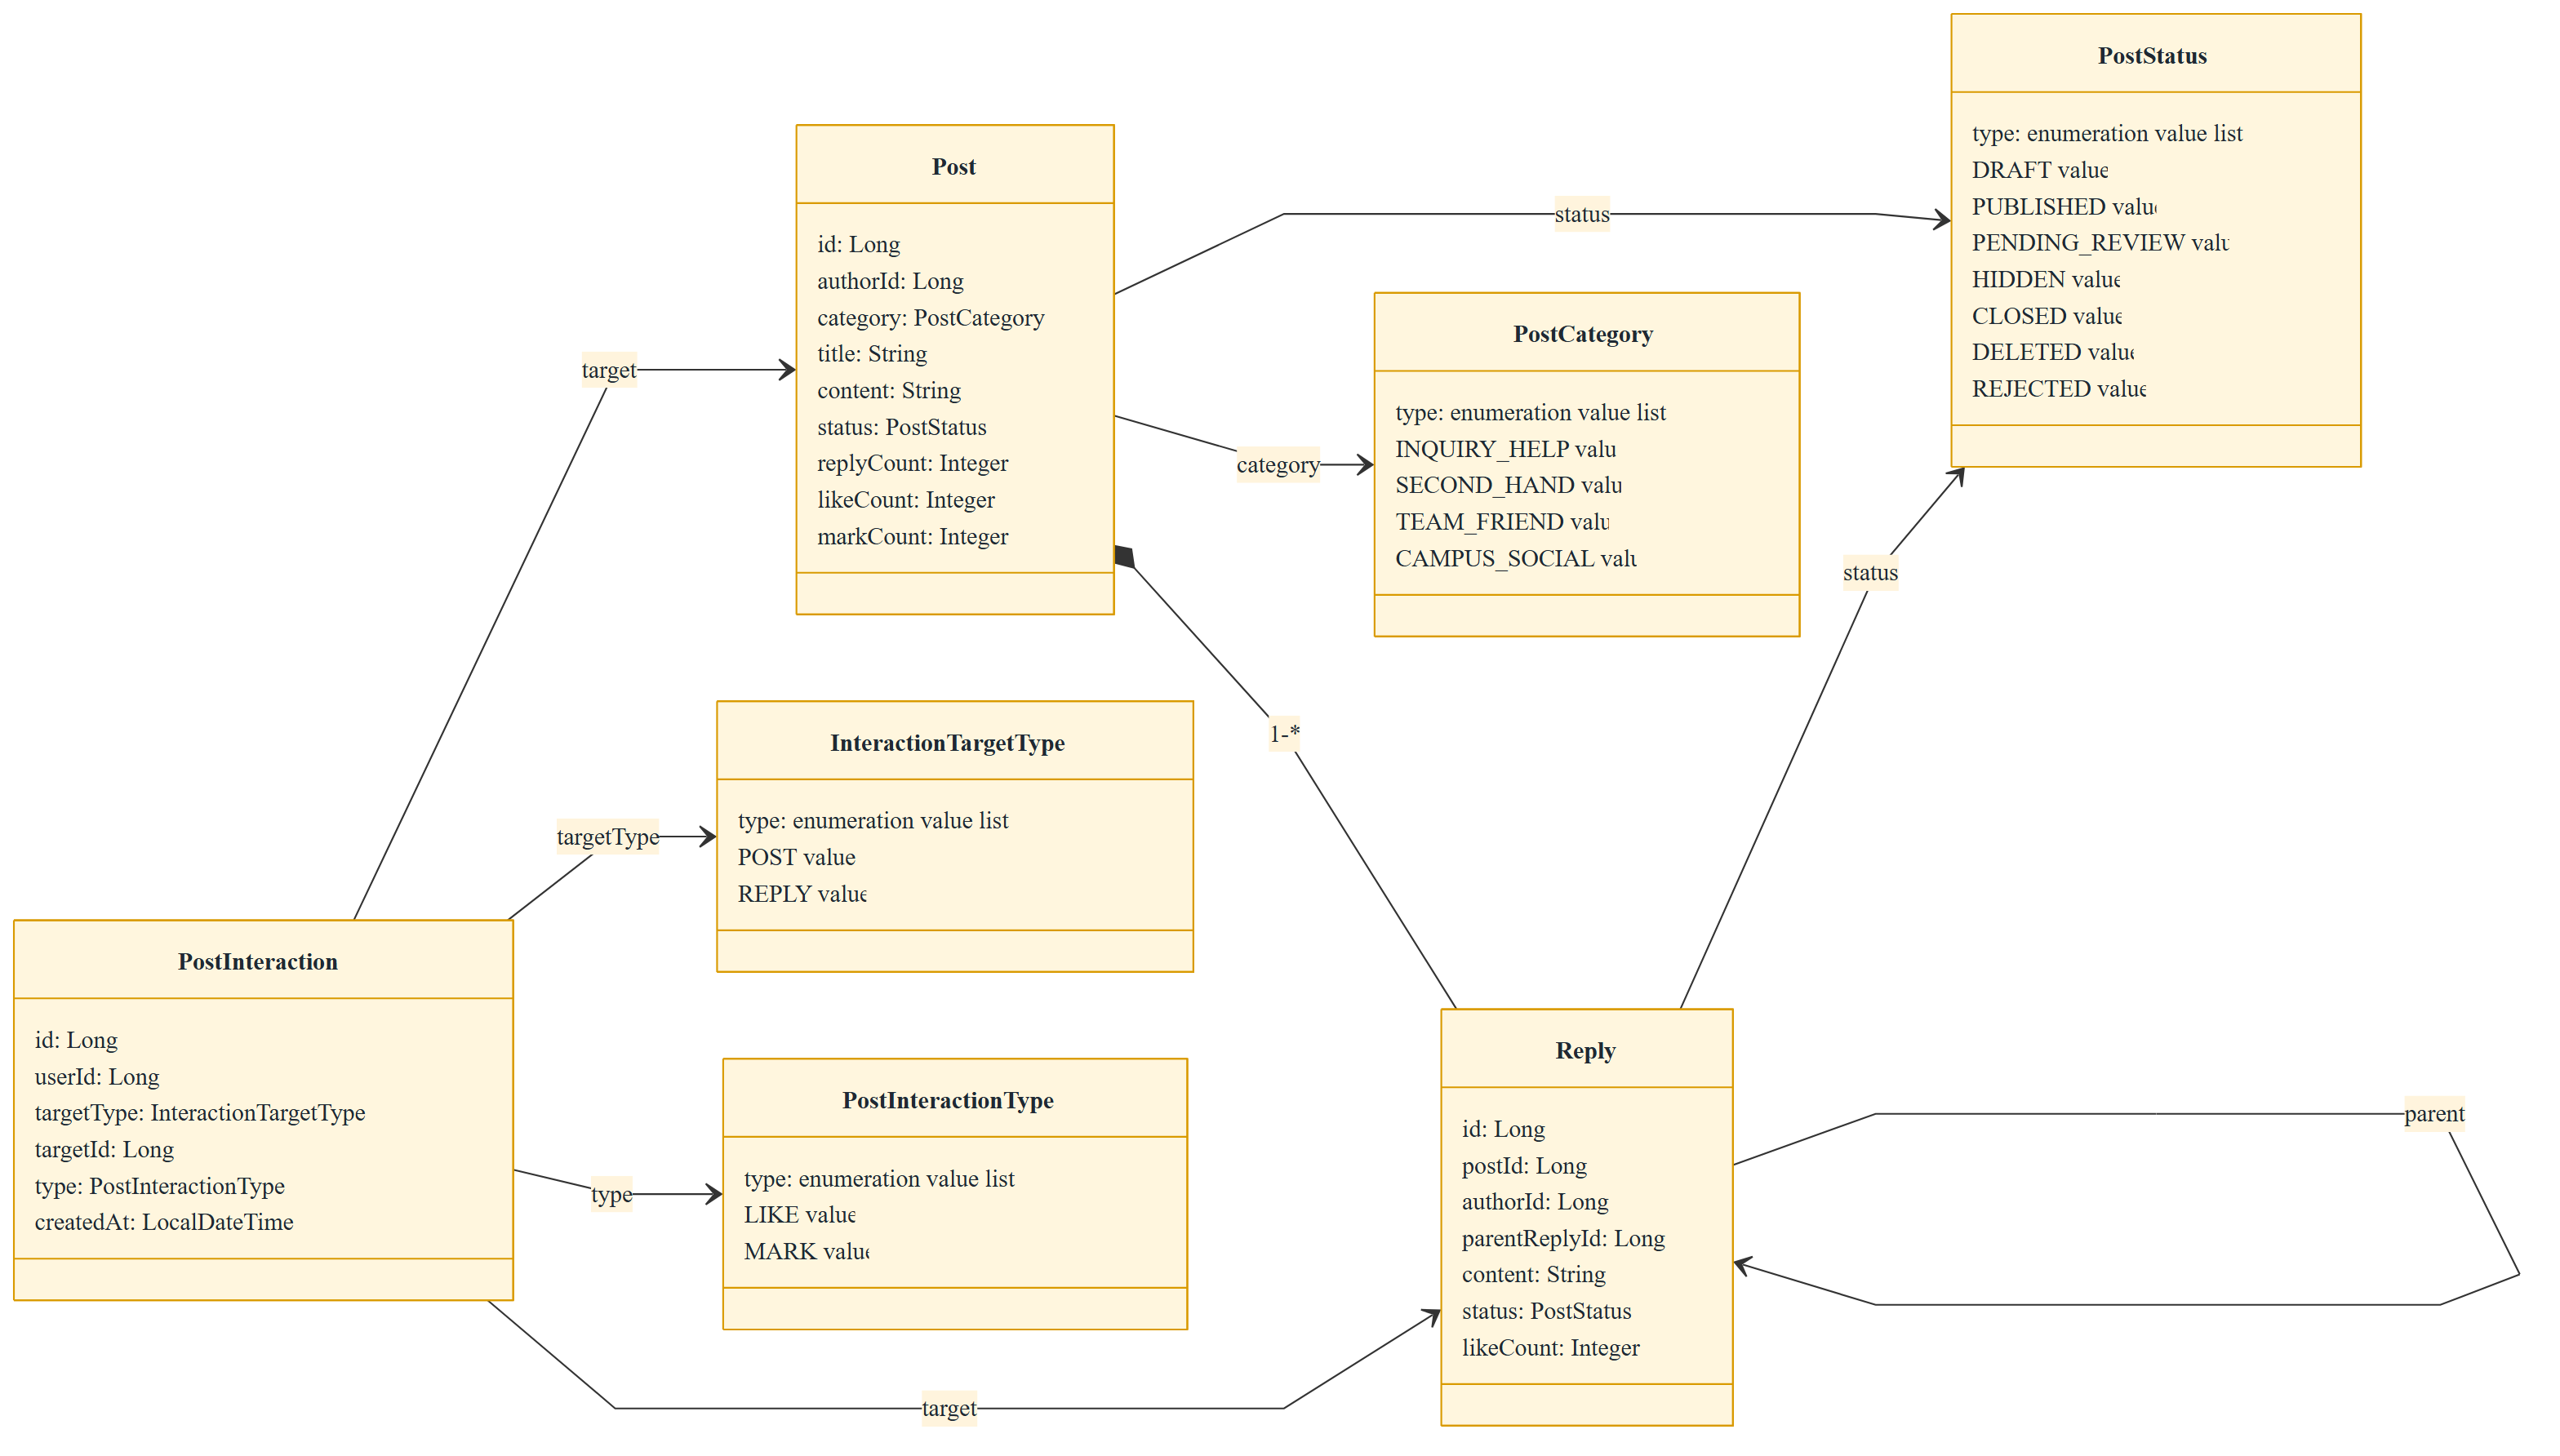 PostStatus
type: enumeration value list
DRAFT value
PUBLISHED value
PENDING_REVIEW valu
HIDDEN value
CLOSED value
DELETED value
REJECTED value
Post
id: Long
authorId: Long
category: PostCategory
title: String
content: String
status: PostStatus
replyCount: Integer
likeCount: Integer
markCount: Integer
status
PostCategory
type: enumeration value list
INQUIRY_HELP valu
SECOND_HAND valu
TEAM_FRIEND valu
CAMPUS_SOCIAL valu
target
category
status
1-*
InteractionTargetType
type: enumeration value list
POST value
REPLY value
targetType
PostInteraction
id: Long
userId: Long
targetType: InteractionTargetType
targetId: Long
type: PostInteractionType
createdAt: LocalDateTime
type
PostInteractionType
type: enumeration value list
LIKE value
MARK value
Reply
id: Long
postId: Long
authorId: Long
parentReplyId: Long
content: String
status: PostStatus
likeCount: Integer
parent
target